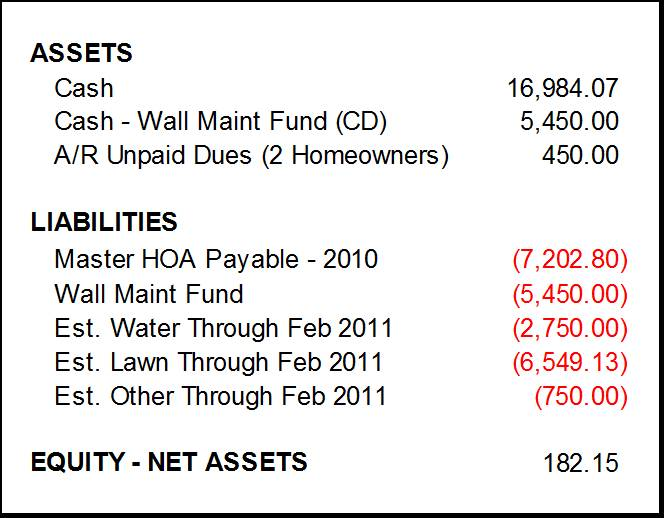 ASSETS
Cash 16,984.07
Cash - Wall Maint Fund (CD) 5,450.00
A/R Unpaid Dues (2 Homeowners) 450.00
LIABILITIES
Master HOA Payable - 2010 (7,202.80)
Wall Maint Fund (5,450.00)
Est. Water Through Feb 2011 (2,750.00)
Est. Lawn Through Feb 2011 (6,549.13)
Est. Other Through Feb 2011 (750.00)
EQUITY - NET ASSETS 182.15